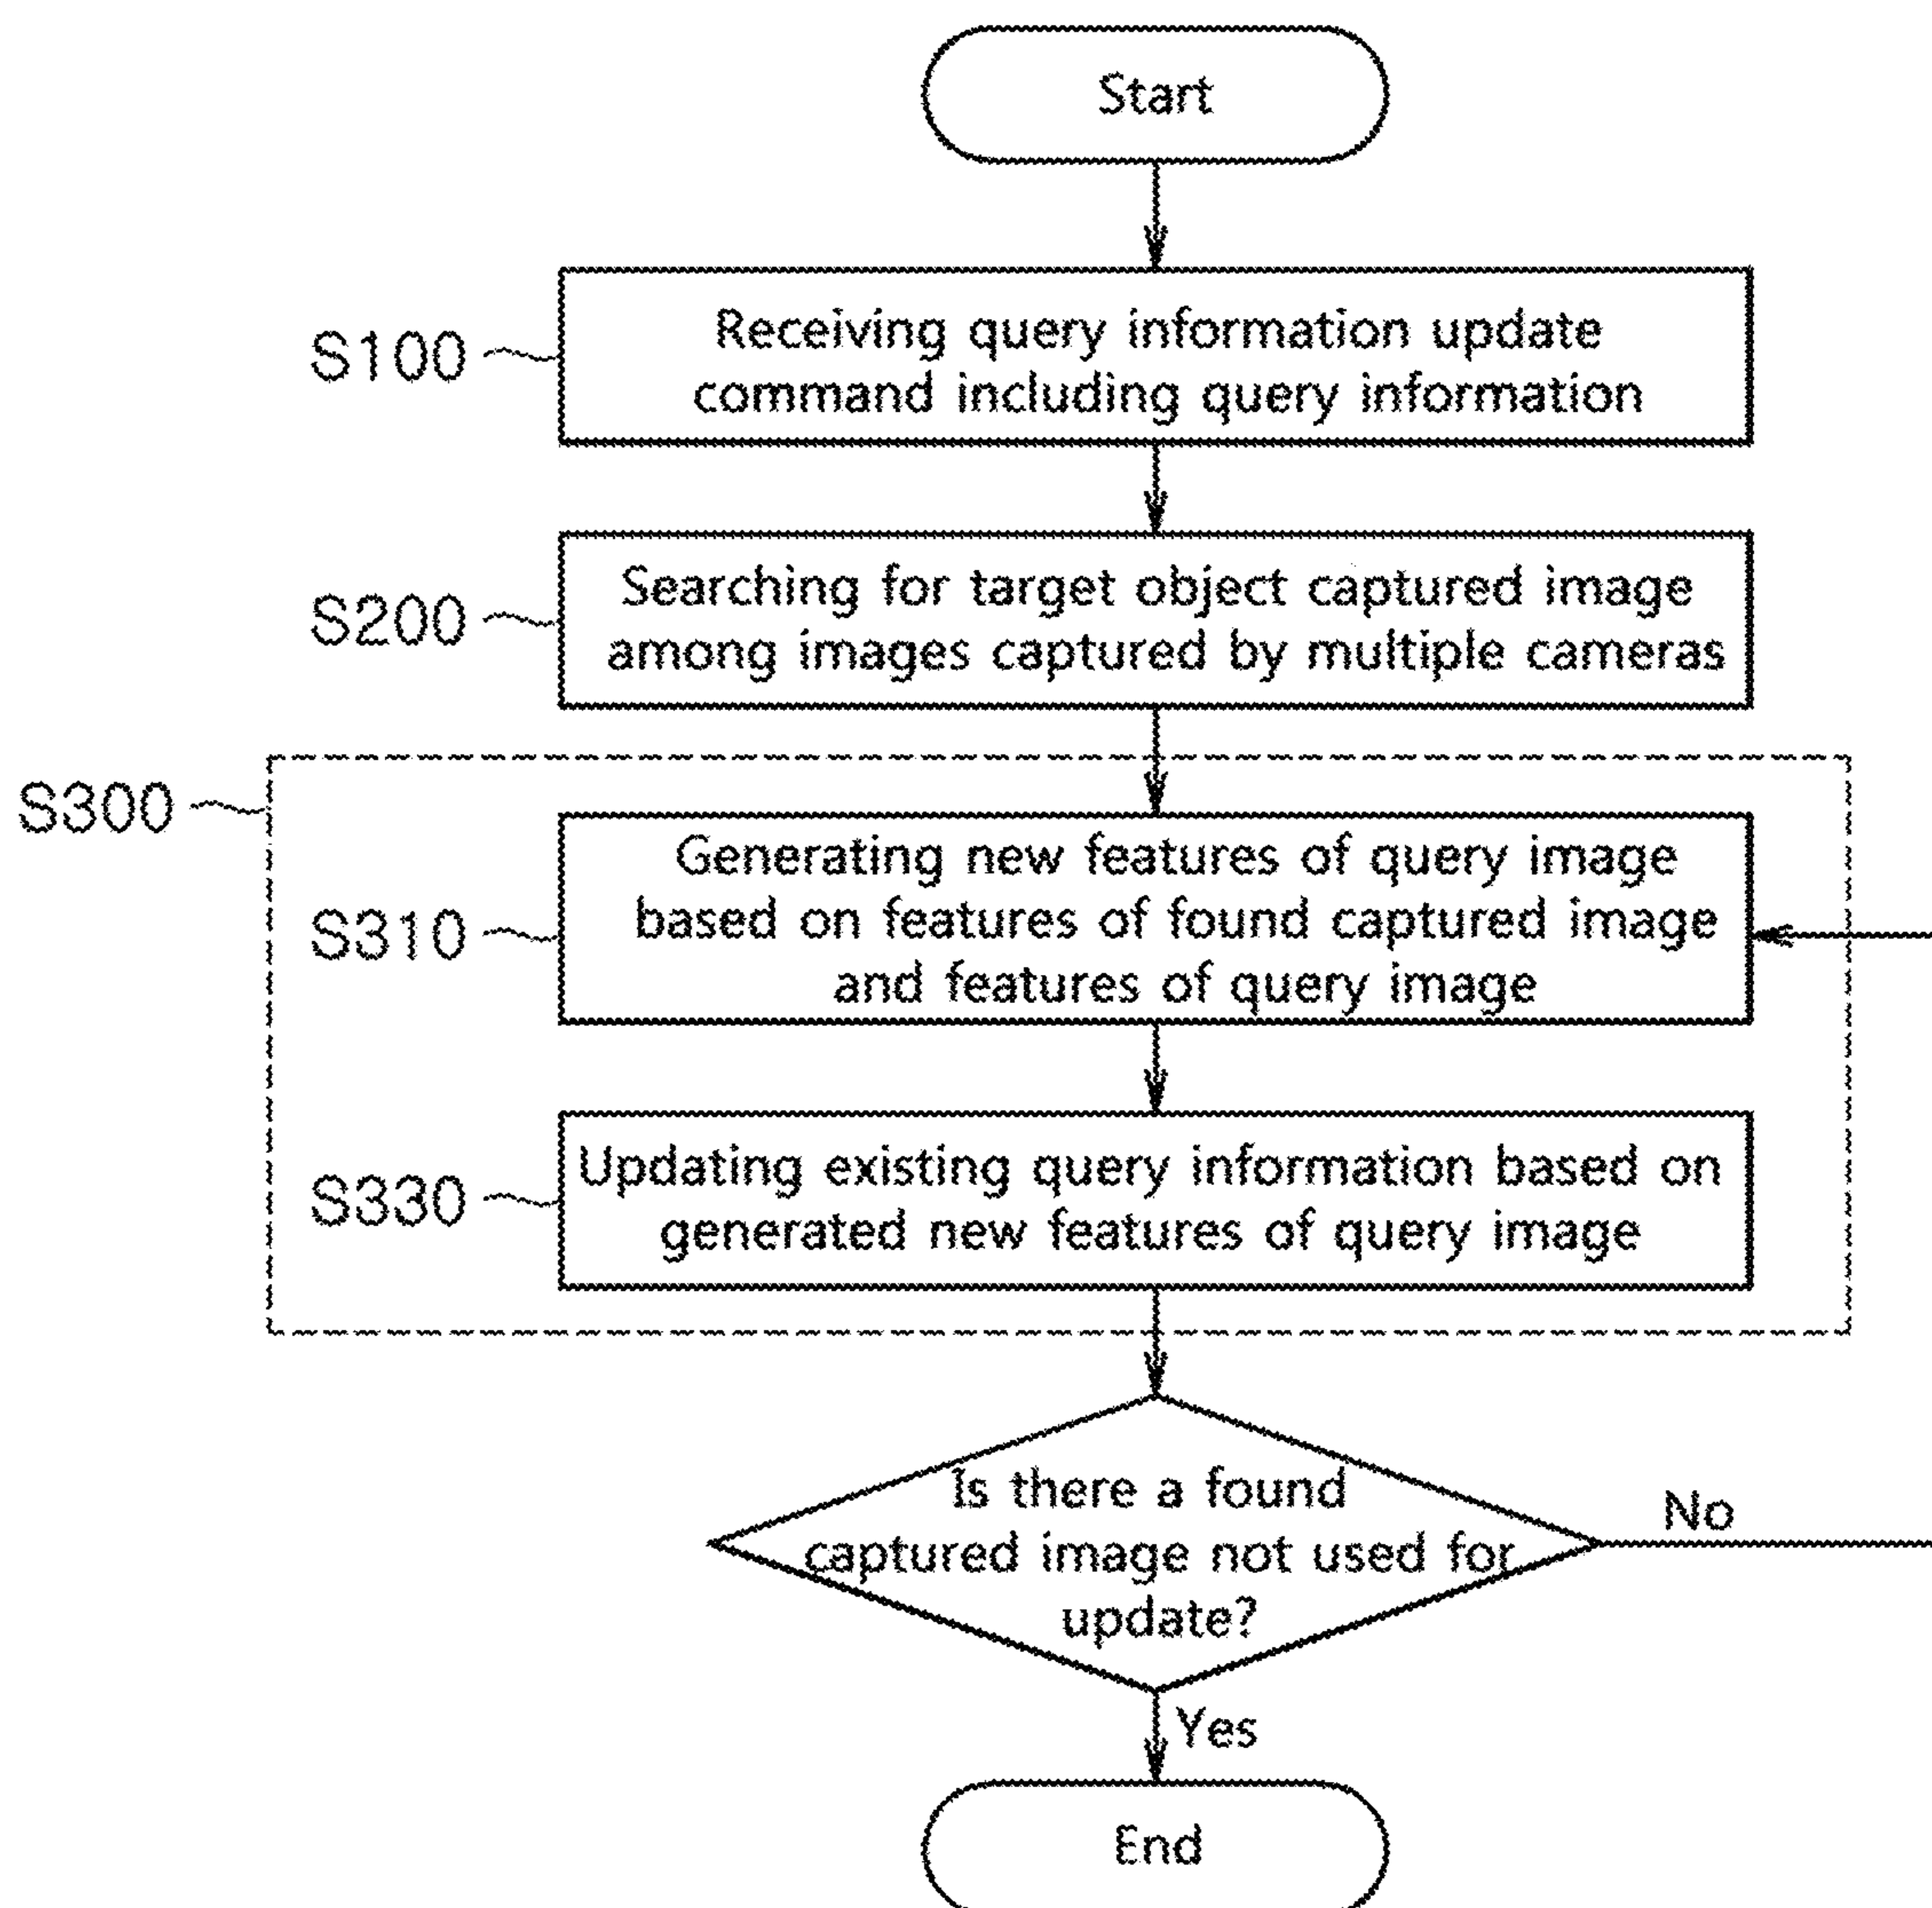 Start
S100
Receiving query information update
command including query information
S200
Searching for target object captured image
among images captured by multiple cameras
S300
S310
Generating new features of query image
based on features of found captured image
and features of query image
S330
Updating existing query information based on
generated new features of query image
Is there a found
captured image not used for
update?
No
Yes
End